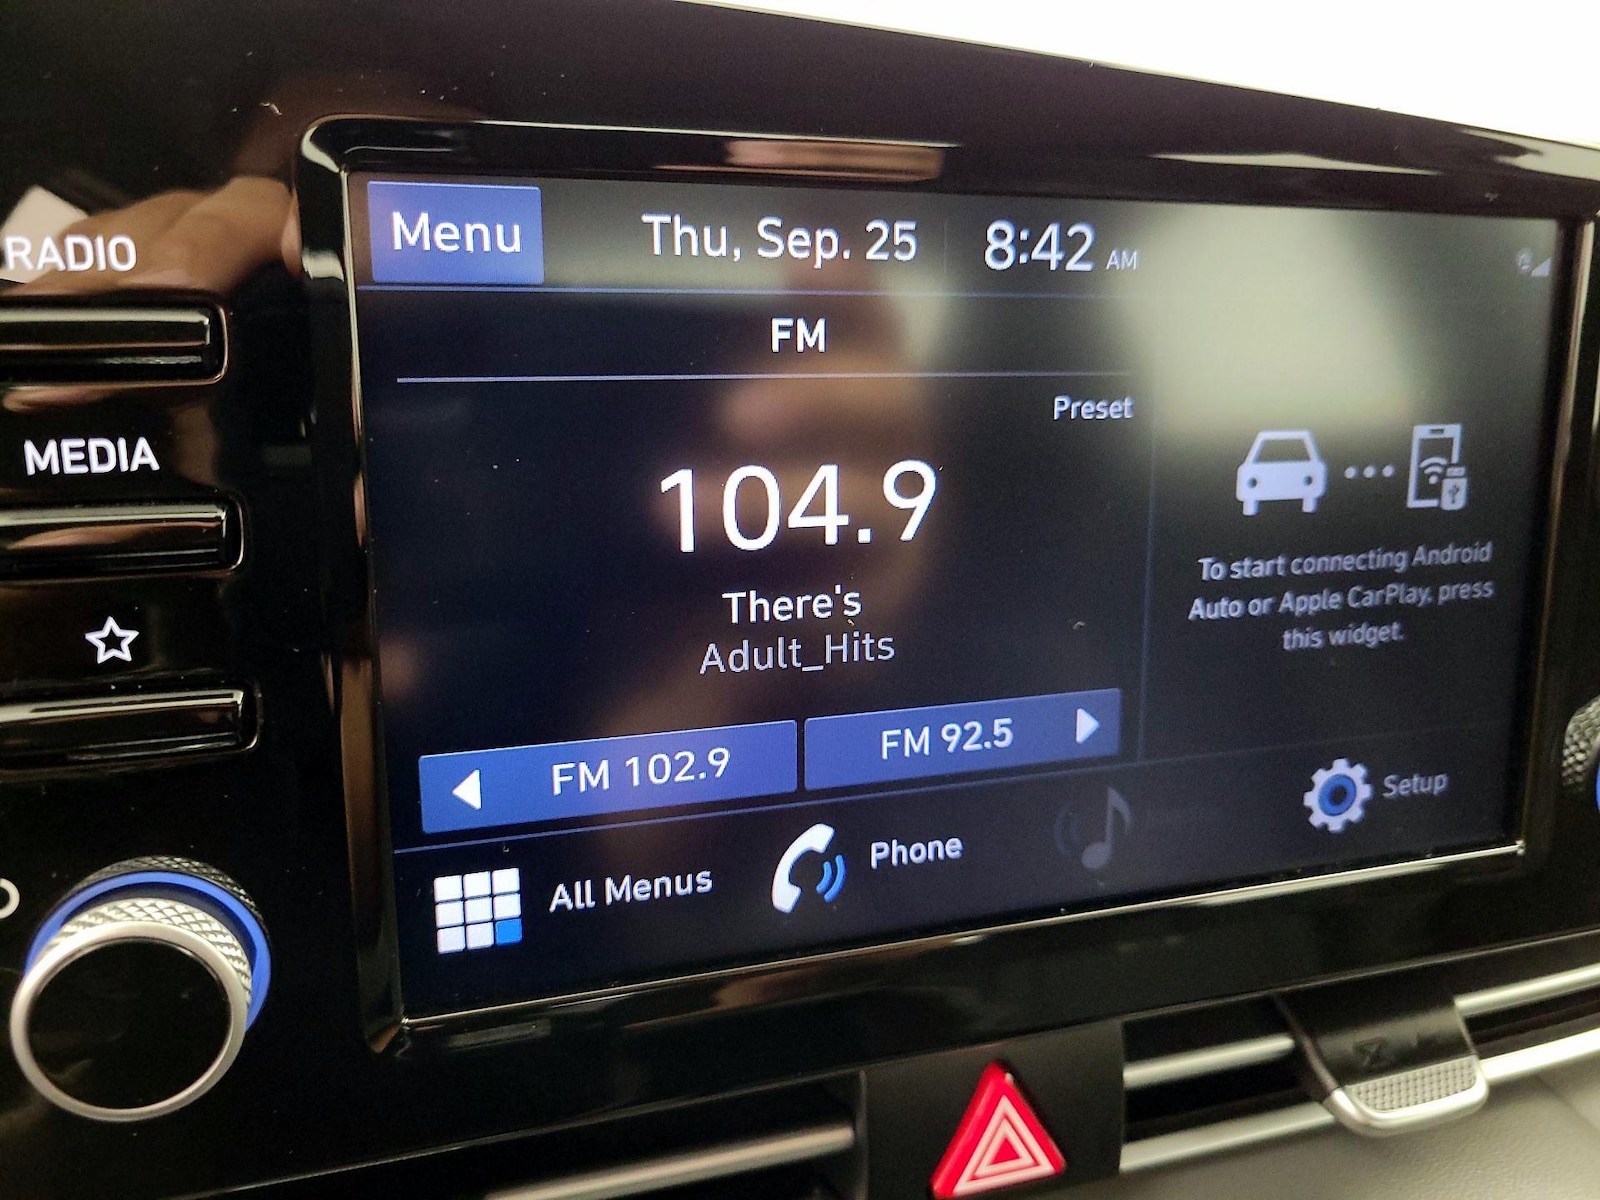 RADIO
MEDIA
Menu
Thu, Sep. 25
8:42 AM
FM
Preset
104.9
There's
Adult_Hits
FM 102.9
FM 92.5
To start connecting Android
Auto or Apple CarPlay, press
this widget.
All Menus
Phone
Setup